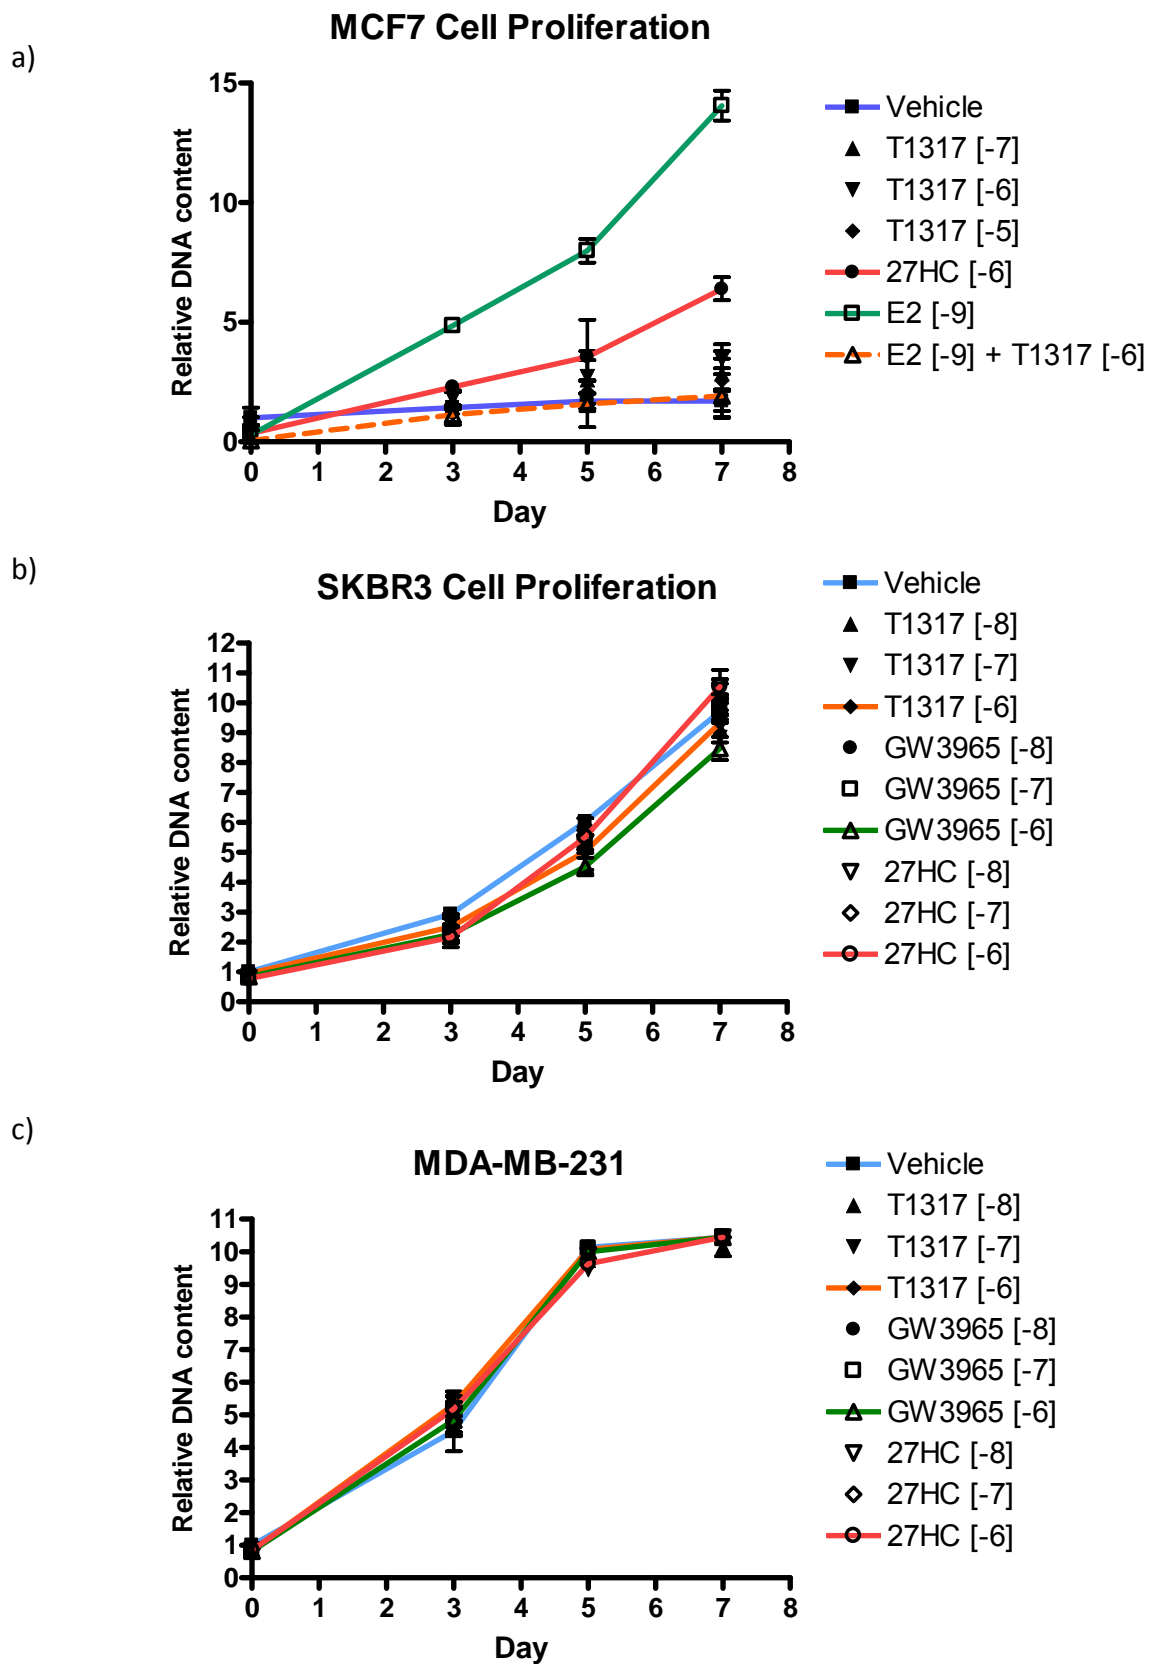 MCF7 Cell Proliferation
a)
15
10
5
0
Relative DNA content
0 1 2 3 4 5 6 7 8
Day
Vehicle
T1317 [-7]
T1317 [-6]
T1317 [-5]
27HC [-6]
E2 [-9]
E2 [-9] + T1317 [-6]
b)
SKBR3 Cell Proliferation
12
11
10
9
8
7
6
5
4
3
2
1
0
Relative DNA content
0 1 2 3 4 5 6 7 8
Day
Vehicle
T1317 [-8]
T1317 [-7]
T1317 [-6]
GW3965 [-8]
GW3965 [-7]
GW3965 [-6]
27HC [-8]
27HC [-7]
27HC [-6]
c)
MDA-MB-231
11
10
9
8
7
6
5
4
3
2
1
0
Relative DNA content
0 1 2 3 4 5 6 7 8
Day
Vehicle
T1317 [-8]
T1317 [-7]
T1317 [-6]
GW3965 [-8]
GW3965 [-7]
GW3965 [-6]
27HC [-8]
27HC [-7]
27HC [-6]